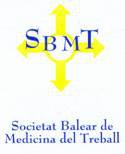 SBMT
Societat Balear de
Medicina del Treball